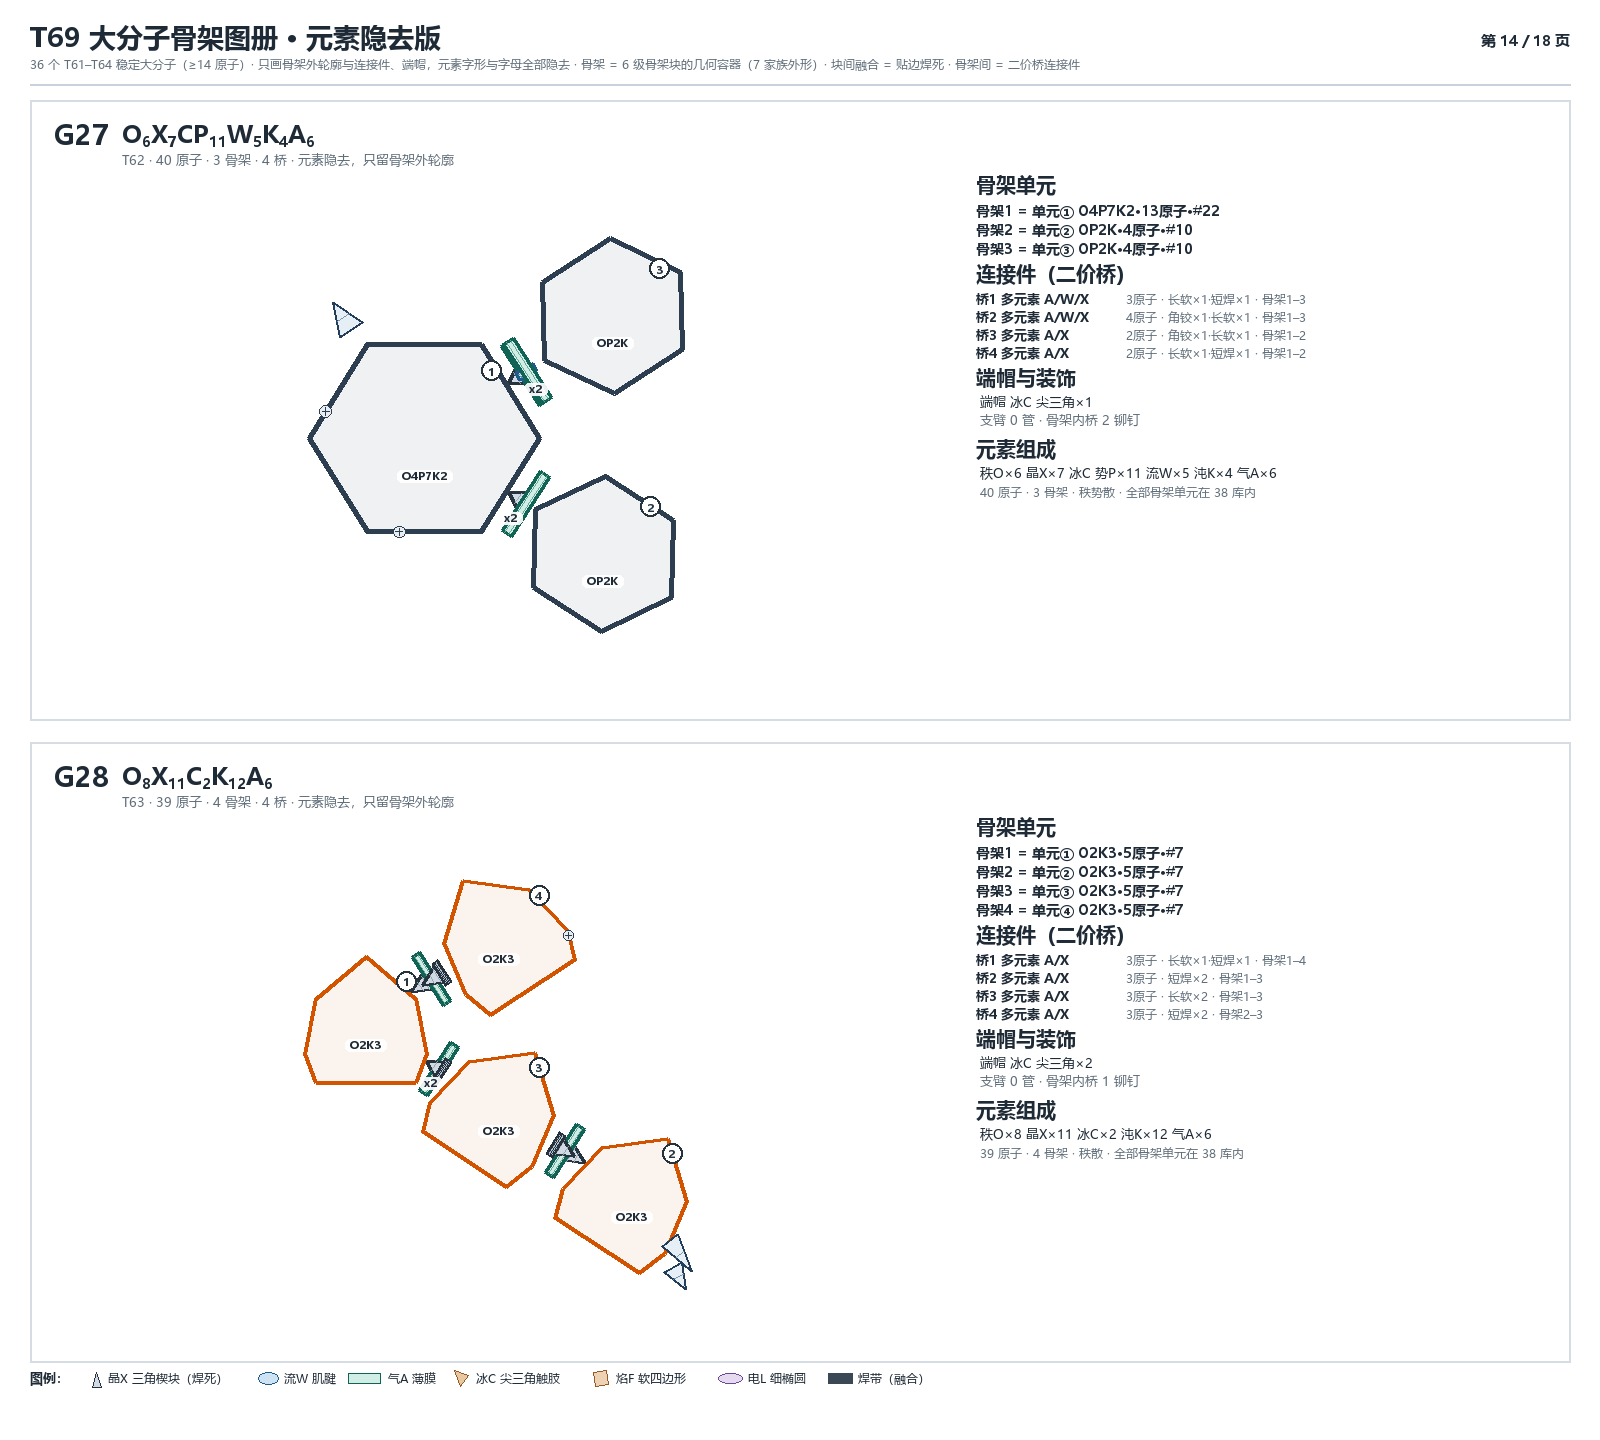 T69 大分子骨架图册 • 元素隐去版
第 14 / 18 页
36 个 T61–T64 稳定大分子（≥14 原子）· 只画骨架外轮廓与连接件、端帽，元素字形与字母全部隐去 · 骨架 = 6 级骨架块的几何容器（7 家族外形）· 块间融合 = 贴边焊死 · 骨架间 = 二价桥连接件
G27 O₆X₇CP₁₁W₅K₄A₆
T62 · 40 原子 · 3 骨架 · 4 桥 · 元素隐去，只留骨架外轮廓
3
OP2K
1
x2
O4P7K2
x2
2
OP2K
骨架单元
骨架1 = 单元① O4P7K2•13原子•#22
骨架2 = 单元② OP2K•4原子•#10
骨架3 = 单元③ OP2K•4原子•#10
连接件（二价桥）
桥1 多元素 A/W/X 3原子 · 长软×1·短焊×1 · 骨架1–3
桥2 多元素 A/W/X 4原子 · 角铰×1·长软×1 · 骨架1–3
桥3 多元素 A/X 2原子 · 角铰×1·长软×1 · 骨架1–2
桥4 多元素 A/X 2原子 · 长软×1·短焊×1 · 骨架1–2
端帽与装饰
端帽 冰C 尖三角×1
支臂 0 管 · 骨架内桥 2 铆钉
元素组成
秩O×6 晶X×7 冰C 势P×11 流W×5 沌K×4 气A×6
40 原子 · 3 骨架 · 秩势散 · 全部骨架单元在 38 库内
G28 O₈X₁₁C₂K₁₂A₆
T63 · 39 原子 · 4 骨架 · 4 桥 · 元素隐去，只留骨架外轮廓
4
O2K3
1
O2K3
x2
3
O2K3
2
O2K3
骨架单元
骨架1 = 单元① O2K3•5原子•#7
骨架2 = 单元② O2K3•5原子•#7
骨架3 = 单元③ O2K3•5原子•#7
骨架4 = 单元④ O2K3•5原子•#7
连接件（二价桥）
桥1 多元素 A/X 3原子 · 长软×1·短焊×1 · 骨架1–4
桥2 多元素 A/X 3原子 · 短焊×2 · 骨架1–3
桥3 多元素 A/X 3原子 · 长软×2 · 骨架1–3
桥4 多元素 A/X 3原子 · 短焊×2 · 骨架2–3
端帽与装饰
端帽 冰C 尖三角×2
支臂 0 管 · 骨架内桥 1 铆钉
元素组成
秩O×8 晶X×11 冰C×2 沌K×12 气A×6
39 原子 · 4 骨架 · 秩散 · 全部骨架单元在 38 库内
图例： 晶X 三角楔块（焊死） 流W 肌腱 气A 薄膜 冰C 尖三角触肢 焰F 软四边形 电L 细椭圆 焊带（融合）